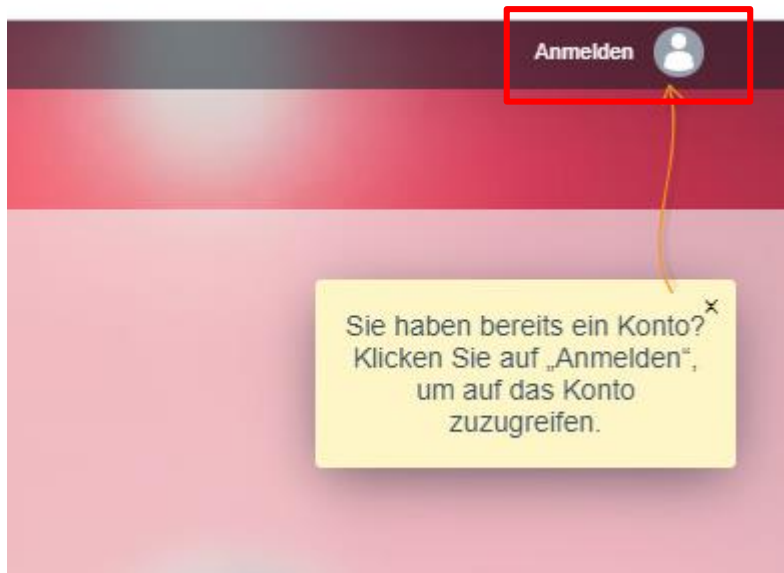 Anmelden
Sie haben bereits ein Konto?
Klicken Sie auf „Anmelden“,
um auf das Konto
zuzugreifen.